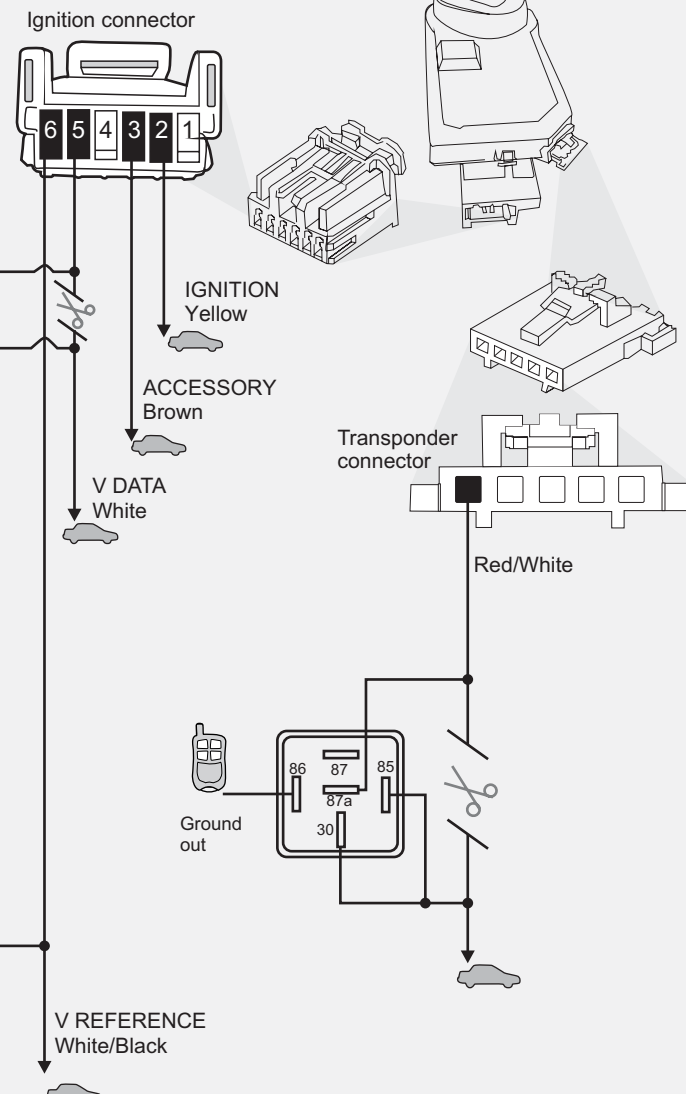 Ignition connector
6 5 4 3 2 1
IGNITION
Yellow
ACCESSORY
Brown
Transponder
connector
V DATA
White
Red/White
86 87 85
87a
30
Ground
out
V REFERENCE
White/Black